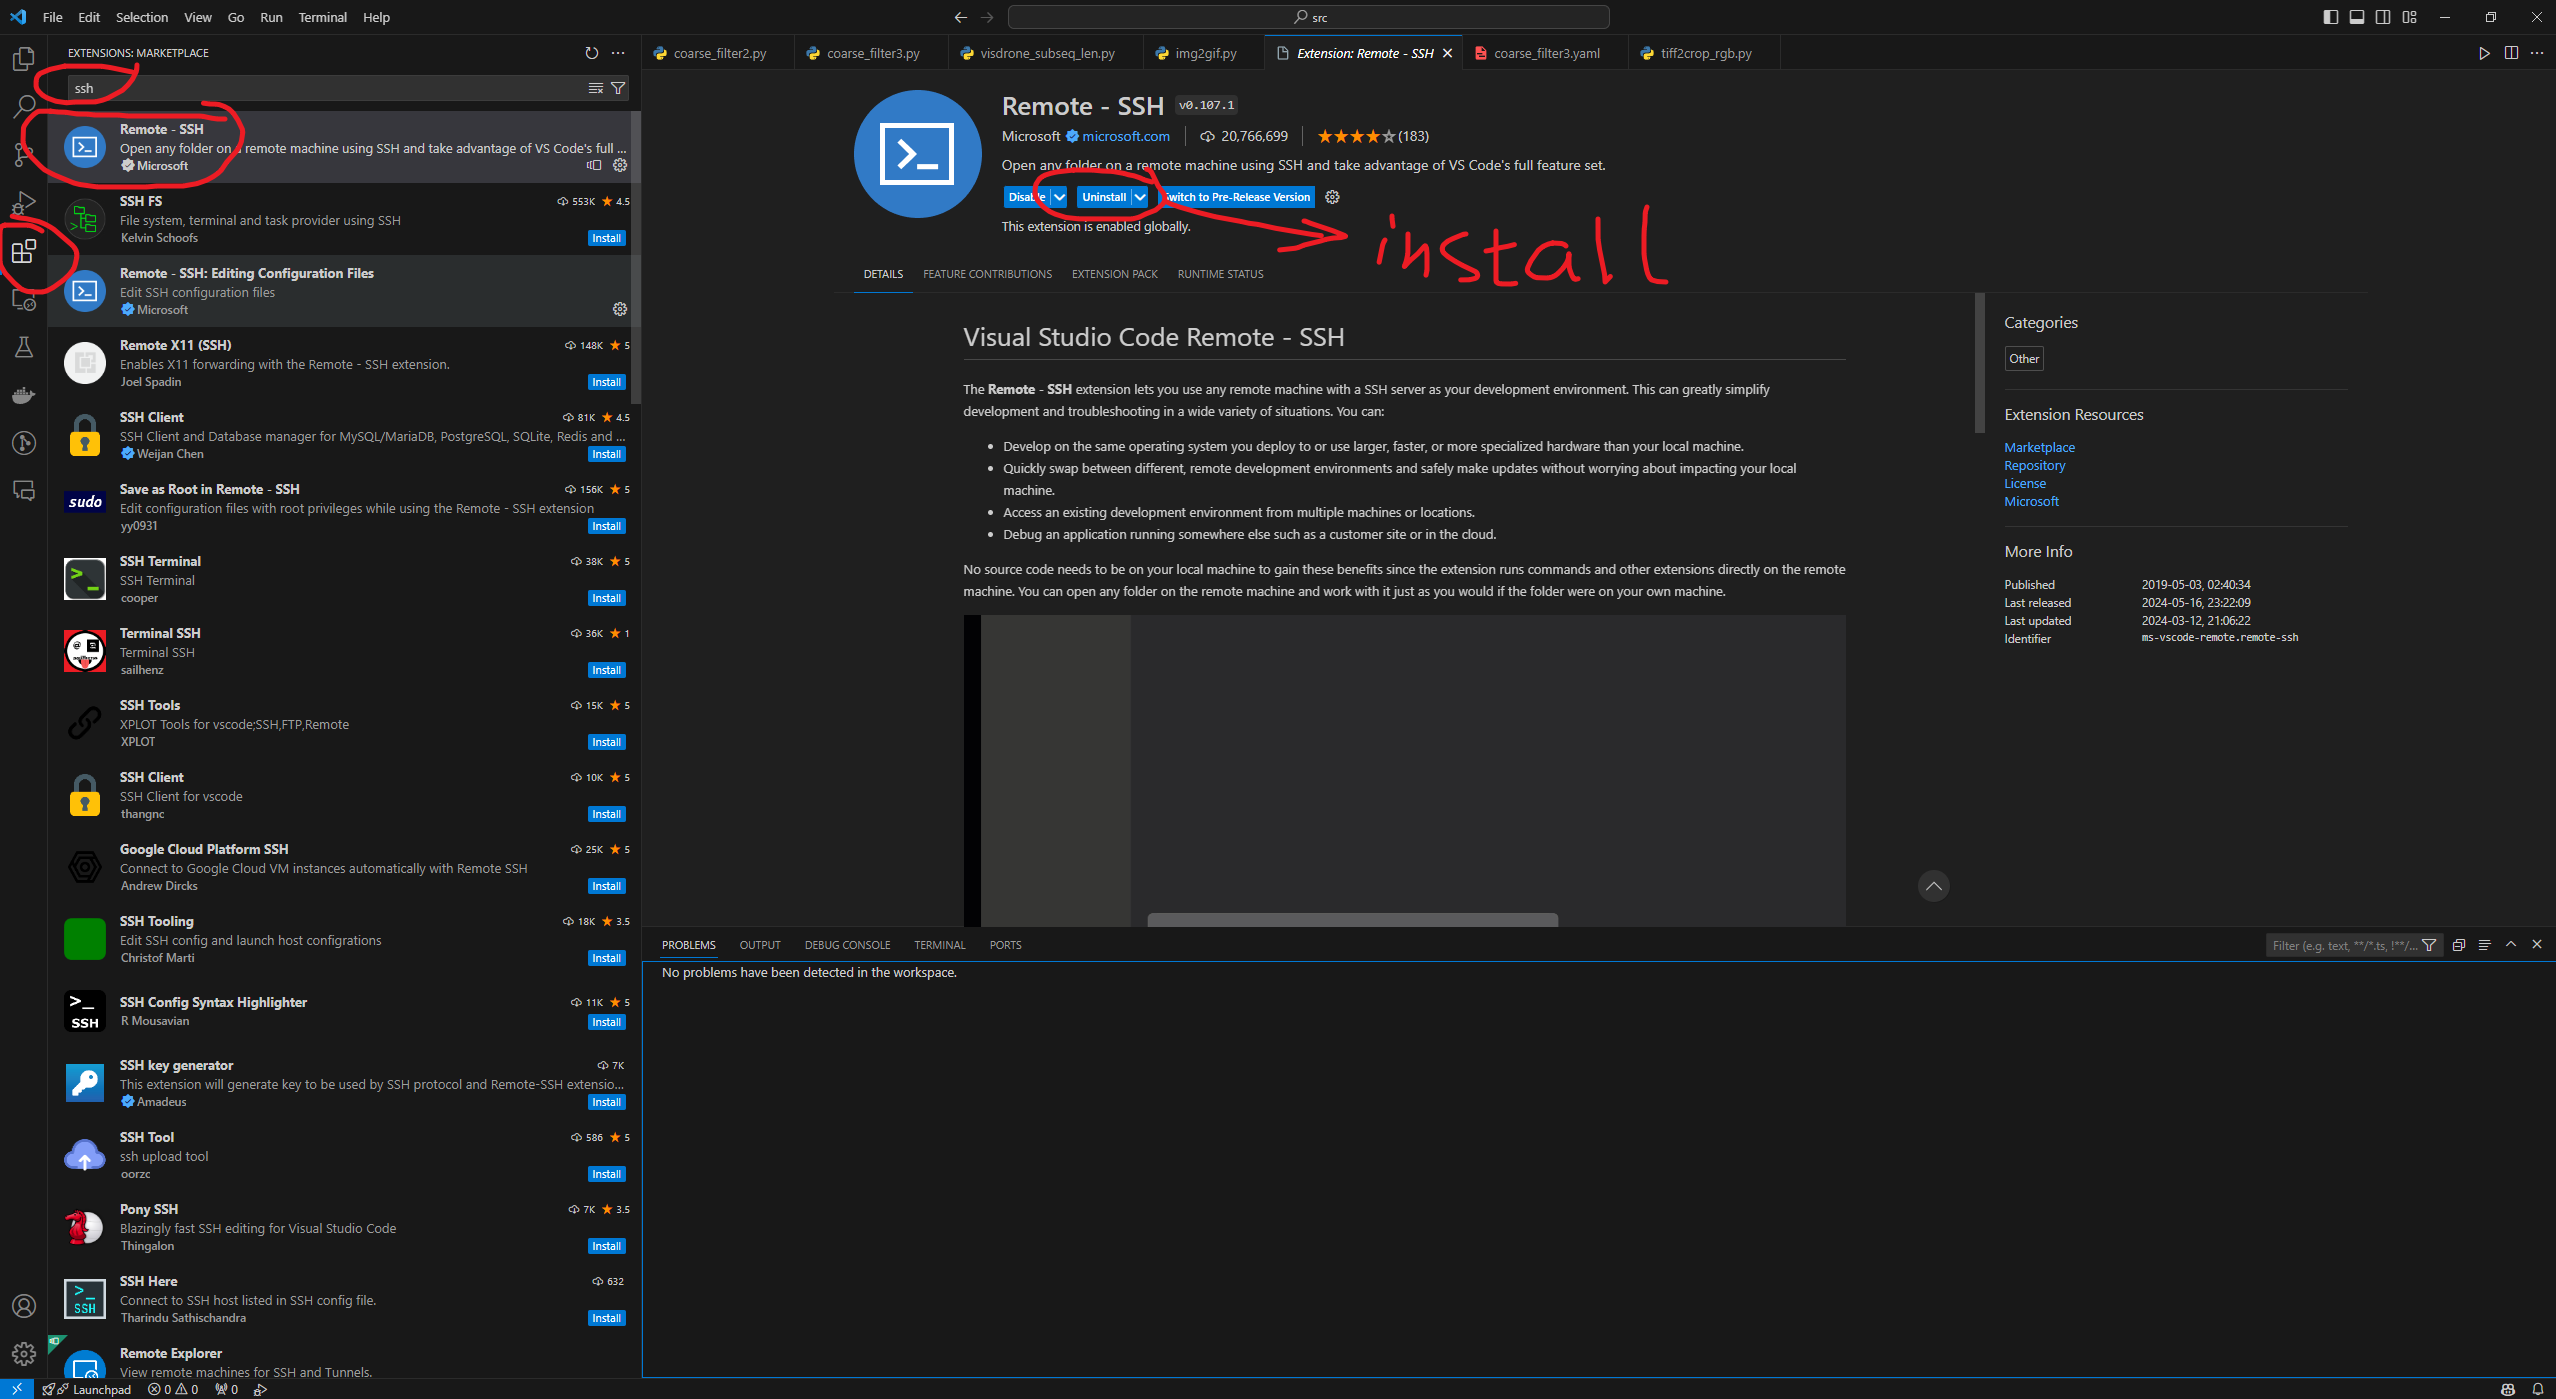 File Edit Selection View Go Run Terminal Help
src
EXTENSIONS: MARKETPLACE
ssh
Remote - SSH
Open any folder on a remote machine using SSH and take advantage of VS Code's full ...
Microsoft
SSH FS
553K 4.5
File system, terminal and task provider using SSH
Kelvin Schoofs
Install
Remote - SSH: Editing Configuration Files
Edit SSH configuration files
Microsoft
Remote X11 (SSH)
148K 5
Enables X11 forwarding with the Remote - SSH extension.
Joel Spadin
Install
SSH Client
81K 4.5
SSH Client and Database manager for MySQL/MariaDB, PostgreSQL, SQLite, Redis and ...
Weijan Chen
Install
sudo
Save as Root in Remote - SSH
156K 5
Edit configuration files with root privileges while using the Remote - SSH extension
yy0931
Install
SSH Terminal
38K 5
SSH Terminal
cooper
Install
Terminal SSH
36K 1
Terminal SSH
sailhenz
Install
SSH Tools
15K 5
XPLOT Tools for vscode;SSH,FTP,Remote
XPLOT
Install
SSH Client
10K 5
SSH Client for vscode
thangnc
Install
Google Cloud Platform SSH
25K 5
Connect to Google Cloud VM instances automatically with Remote SSH
Andrew Dircks
Install
SSH Tooling
18K 3.5
Edit SSH config and launch host configrations
Christof Marti
Install
>_
SSH
SSH Config Syntax Highlighter
11K 5
R Mousavian
Install
SSH key generator
7K
This extension will generate key to be used by SSH protocol and Remote-SSH extensio...
Amadeus
Install
SSH Tool
586 5
ssh upload tool
oorzc
Install
Pony SSH
7K 3.5
Blazingly fast SSH editing for Visual Studio Code
Thingalon
Install
>_
SSH
SSH Here
632
Connect to SSH host listed in SSH config file.
Tharindu Sathischandra
Install
Remote Explorer
View remote machines for SSH and Tunnels.
coarse_filter2.py coarse_filter3.py visdrone_subseq_len.py img2gif.py Extension: Remote - SSH coarse_filter3.yaml tiff2crop_rgb.py
Remote - SSH v0.107.1
Microsoft microsoft.com 20,766,699 (183)
Open any folder on a remote machine using SSH and take advantage of VS Code's full feature set.
Disable Uninstall Switch to Pre-Release Version
This extension is enabled globally.
install
DETAILS FEATURE CONTRIBUTIONS EXTENSION PACK RUNTIME STATUS
Visual Studio Code Remote - SSH
The Remote - SSH extension lets you use any remote machine with a SSH server as your development environment. This can greatly simplify
development and troubleshooting in a wide variety of situations. You can:
• Develop on the same operating system you deploy to or use larger, faster, or more specialized hardware than your local machine.
• Quickly swap between different, remote development environments and safely make updates without worrying about impacting your local
machine.
• Access an existing development environment from multiple machines or locations.
• Debug an application running somewhere else such as a customer site or in the cloud.
No source code needs to be on your local machine to gain these benefits since the extension runs commands and other extensions directly on the remote
machine. You can open any folder on the remote machine and work with it just as you would if the folder were on your own machine.
Categories
Other
Extension Resources
Marketplace
Repository
License
Microsoft
More Info
Published 2019-05-03, 02:40:34
Last released 2024-05-16, 23:22:09
Last updated 2024-03-12, 21:06:22
Identifier ms-vscode-remote.remote-ssh
PROBLEMS OUTPUT DEBUG CONSOLE TERMINAL PORTS
Filter (e.g. text, **/*.ts, !**/...
No problems have been detected in the workspace.
Launchpad 0 0 0